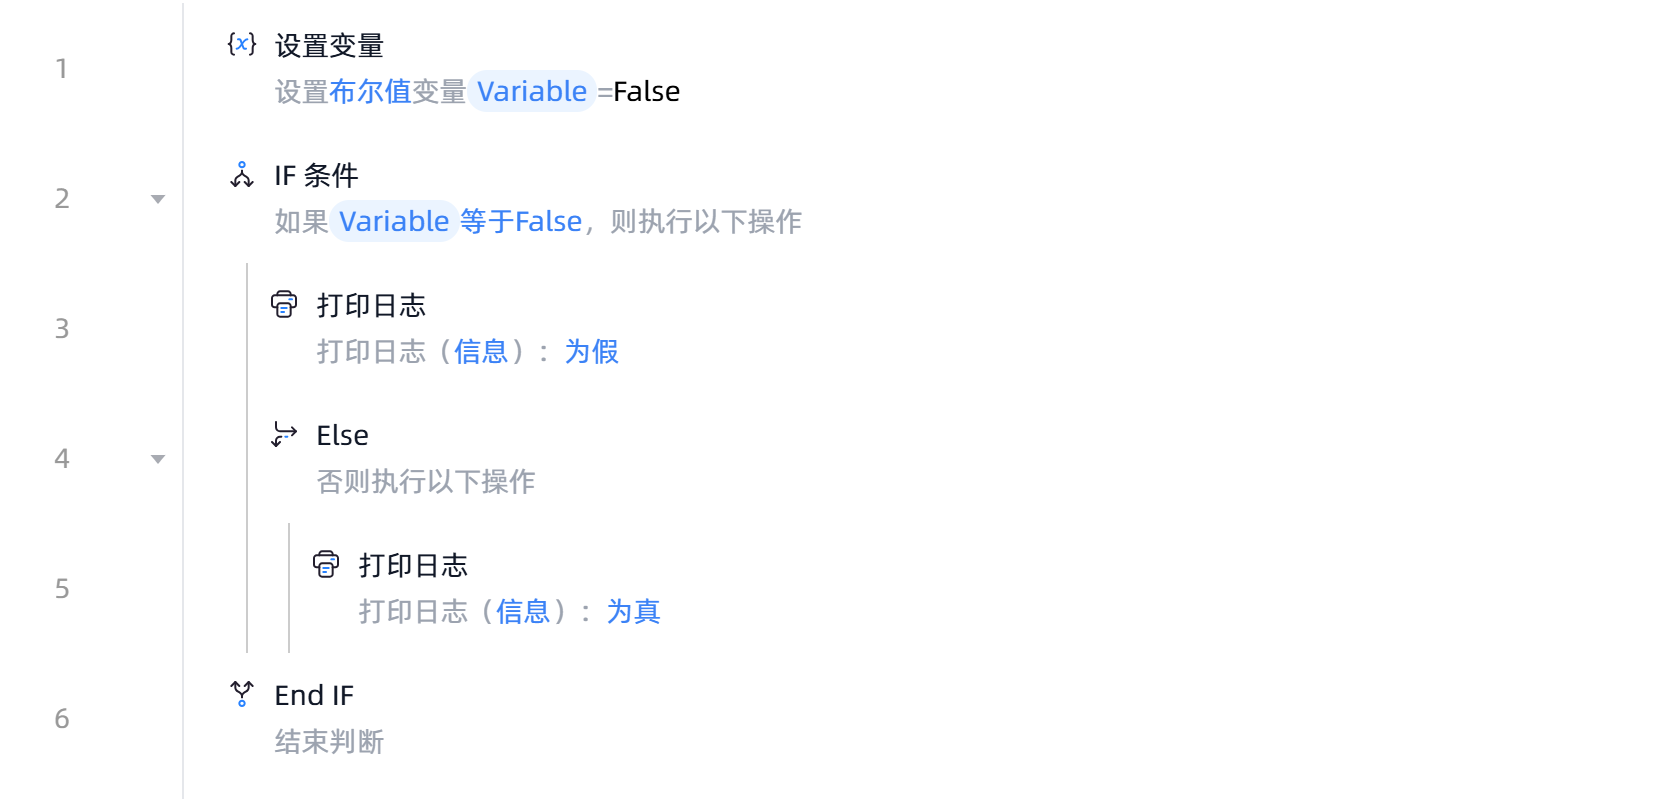 1
设置变量
设置布尔值变量 Variable =False
2
IF 条件
如果 Variable 等于False，则执行以下操作
3
打印日志
打印日志（信息）：为假
4
Else
否则执行以下操作
5
打印日志
打印日志（信息）：为真
6
End IF
结束判断